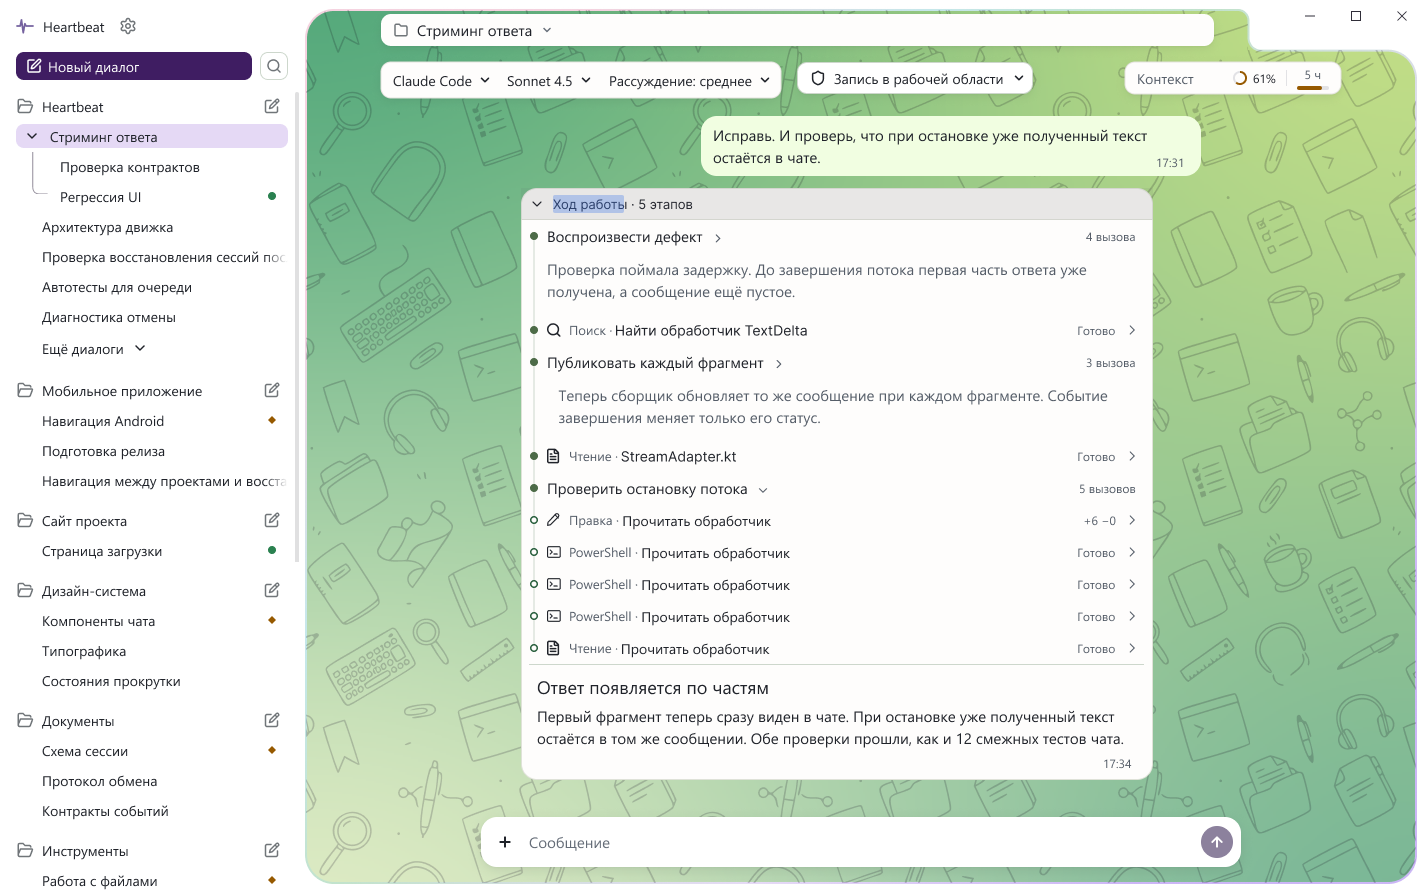 Heartbeat
Новый диалог
Heartbeat
Стриминг ответа
Проверка контрактов
Регрессия UI
Архитектура движка
Проверка восстановления сессий пос
Автотесты для очереди
Диагностика отмены
Ещё диалоги
Мобильное приложение
Навигация Android
Подготовка релиза
Навигация между проектами и восста
Сайт проекта
Страница загрузки
Дизайн-система
Компоненты чата
Типографика
Состояния прокрутки
Документы
Схема сессии
Протокол обмена
Контракты событий
Инструменты
Работа с файлами
Стриминг ответа
Claude Code Sonnet 4.5 Рассуждение: среднее Запись в рабочей области Контекст 61% 5 ч
Исправь. И проверь, что при остановке уже полученный текст
остаётся в чате.
17:31
Ход работы · 5 этапов
Воспроизвести дефект 4 вызова
Проверка поймала задержку. До завершения потока первая часть ответа уже
получена, а сообщение ещё пустое.
Поиск · Найти обработчик TextDelta Готово
Публиковать каждый фрагмент 3 вызова
Теперь сборщик обновляет то же сообщение при каждом фрагменте. Событие
завершения меняет только его статус.
Чтение · StreamAdapter.kt Готово
Проверить остановку потока 5 вызовов
Правка · Прочитать обработчик +6 −0
PowerShell · Прочитать обработчик Готово
PowerShell · Прочитать обработчик Готово
PowerShell · Прочитать обработчик Готово
Чтение · Прочитать обработчик Готово
Ответ появляется по частям
Первый фрагмент теперь сразу виден в чате. При остановке уже полученный текст
остаётся в том же сообщении. Обе проверки прошли, как и 12 смежных тестов чата.
17:34
Сообщение